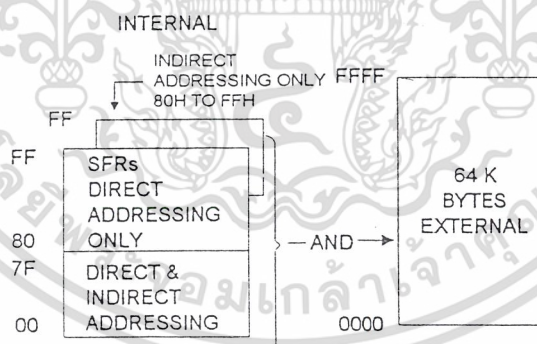 INTERNAL
INDIRECT
ADDRESSING ONLY
80H TO FFH
FF
FF
SFRs
DIRECT
ADDRESSING
ONLY
80
7F
DIRECT &
INDIRECT
ADDRESSING
00
AND
FFFF
64 K
BYTES
EXTERNAL
0000